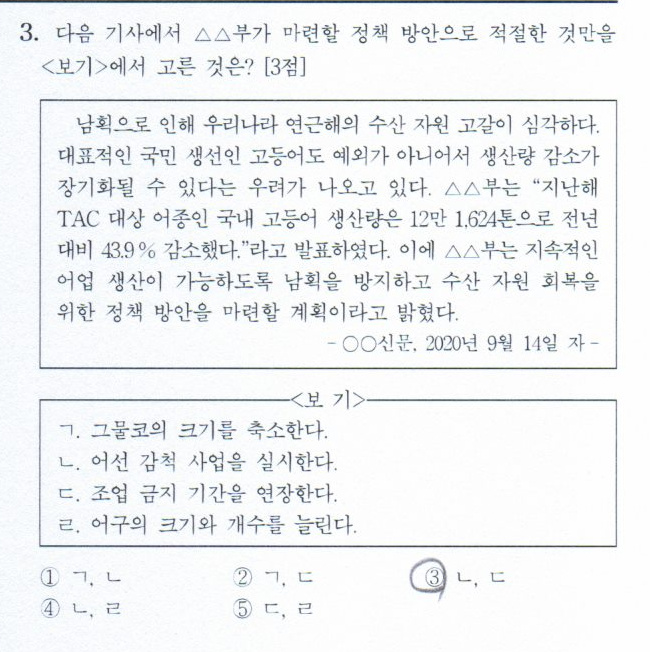 3. 다음 기사에서 △△부가 마련할 정책 방안으로 적절한 것만을
<보기>에서 고른 것은? [3점]
남획으로 인해 우리나라 연근해의 수산 자원 고갈이 심각하다.
대표적인 국민 생선인 고등어도 예외가 아니어서 생산량 감소가
장기화될 수 있다는 우려가 나오고 있다. △△부는 “지난해
TAC 대상 어종인 국내 고등어 생산량은 12만 1,624톤으로 전년
대비 43.9% 감소했다.”라고 발표하였다. 이에 △△부는 지속적인
어업 생산이 가능하도록 남획을 방지하고 수산 자원 회복을
위한 정책 방안을 마련할 계획이라고 밝혔다.
- ○○신문, 2020년 9월 14일 자 -
<보 기>
ㄱ. 그물코의 크기를 축소한다.
ㄴ. 어선 감척 사업을 실시한다.
ㄷ. 조업 금지 기간을 연장한다.
ㄹ. 어구의 크기와 개수를 늘린다.
① ㄱ, ㄴ ② ㄱ, ㄷ ③ ㄴ, ㄷ
④ ㄴ, ㄹ ⑤ ㄷ, ㄹ